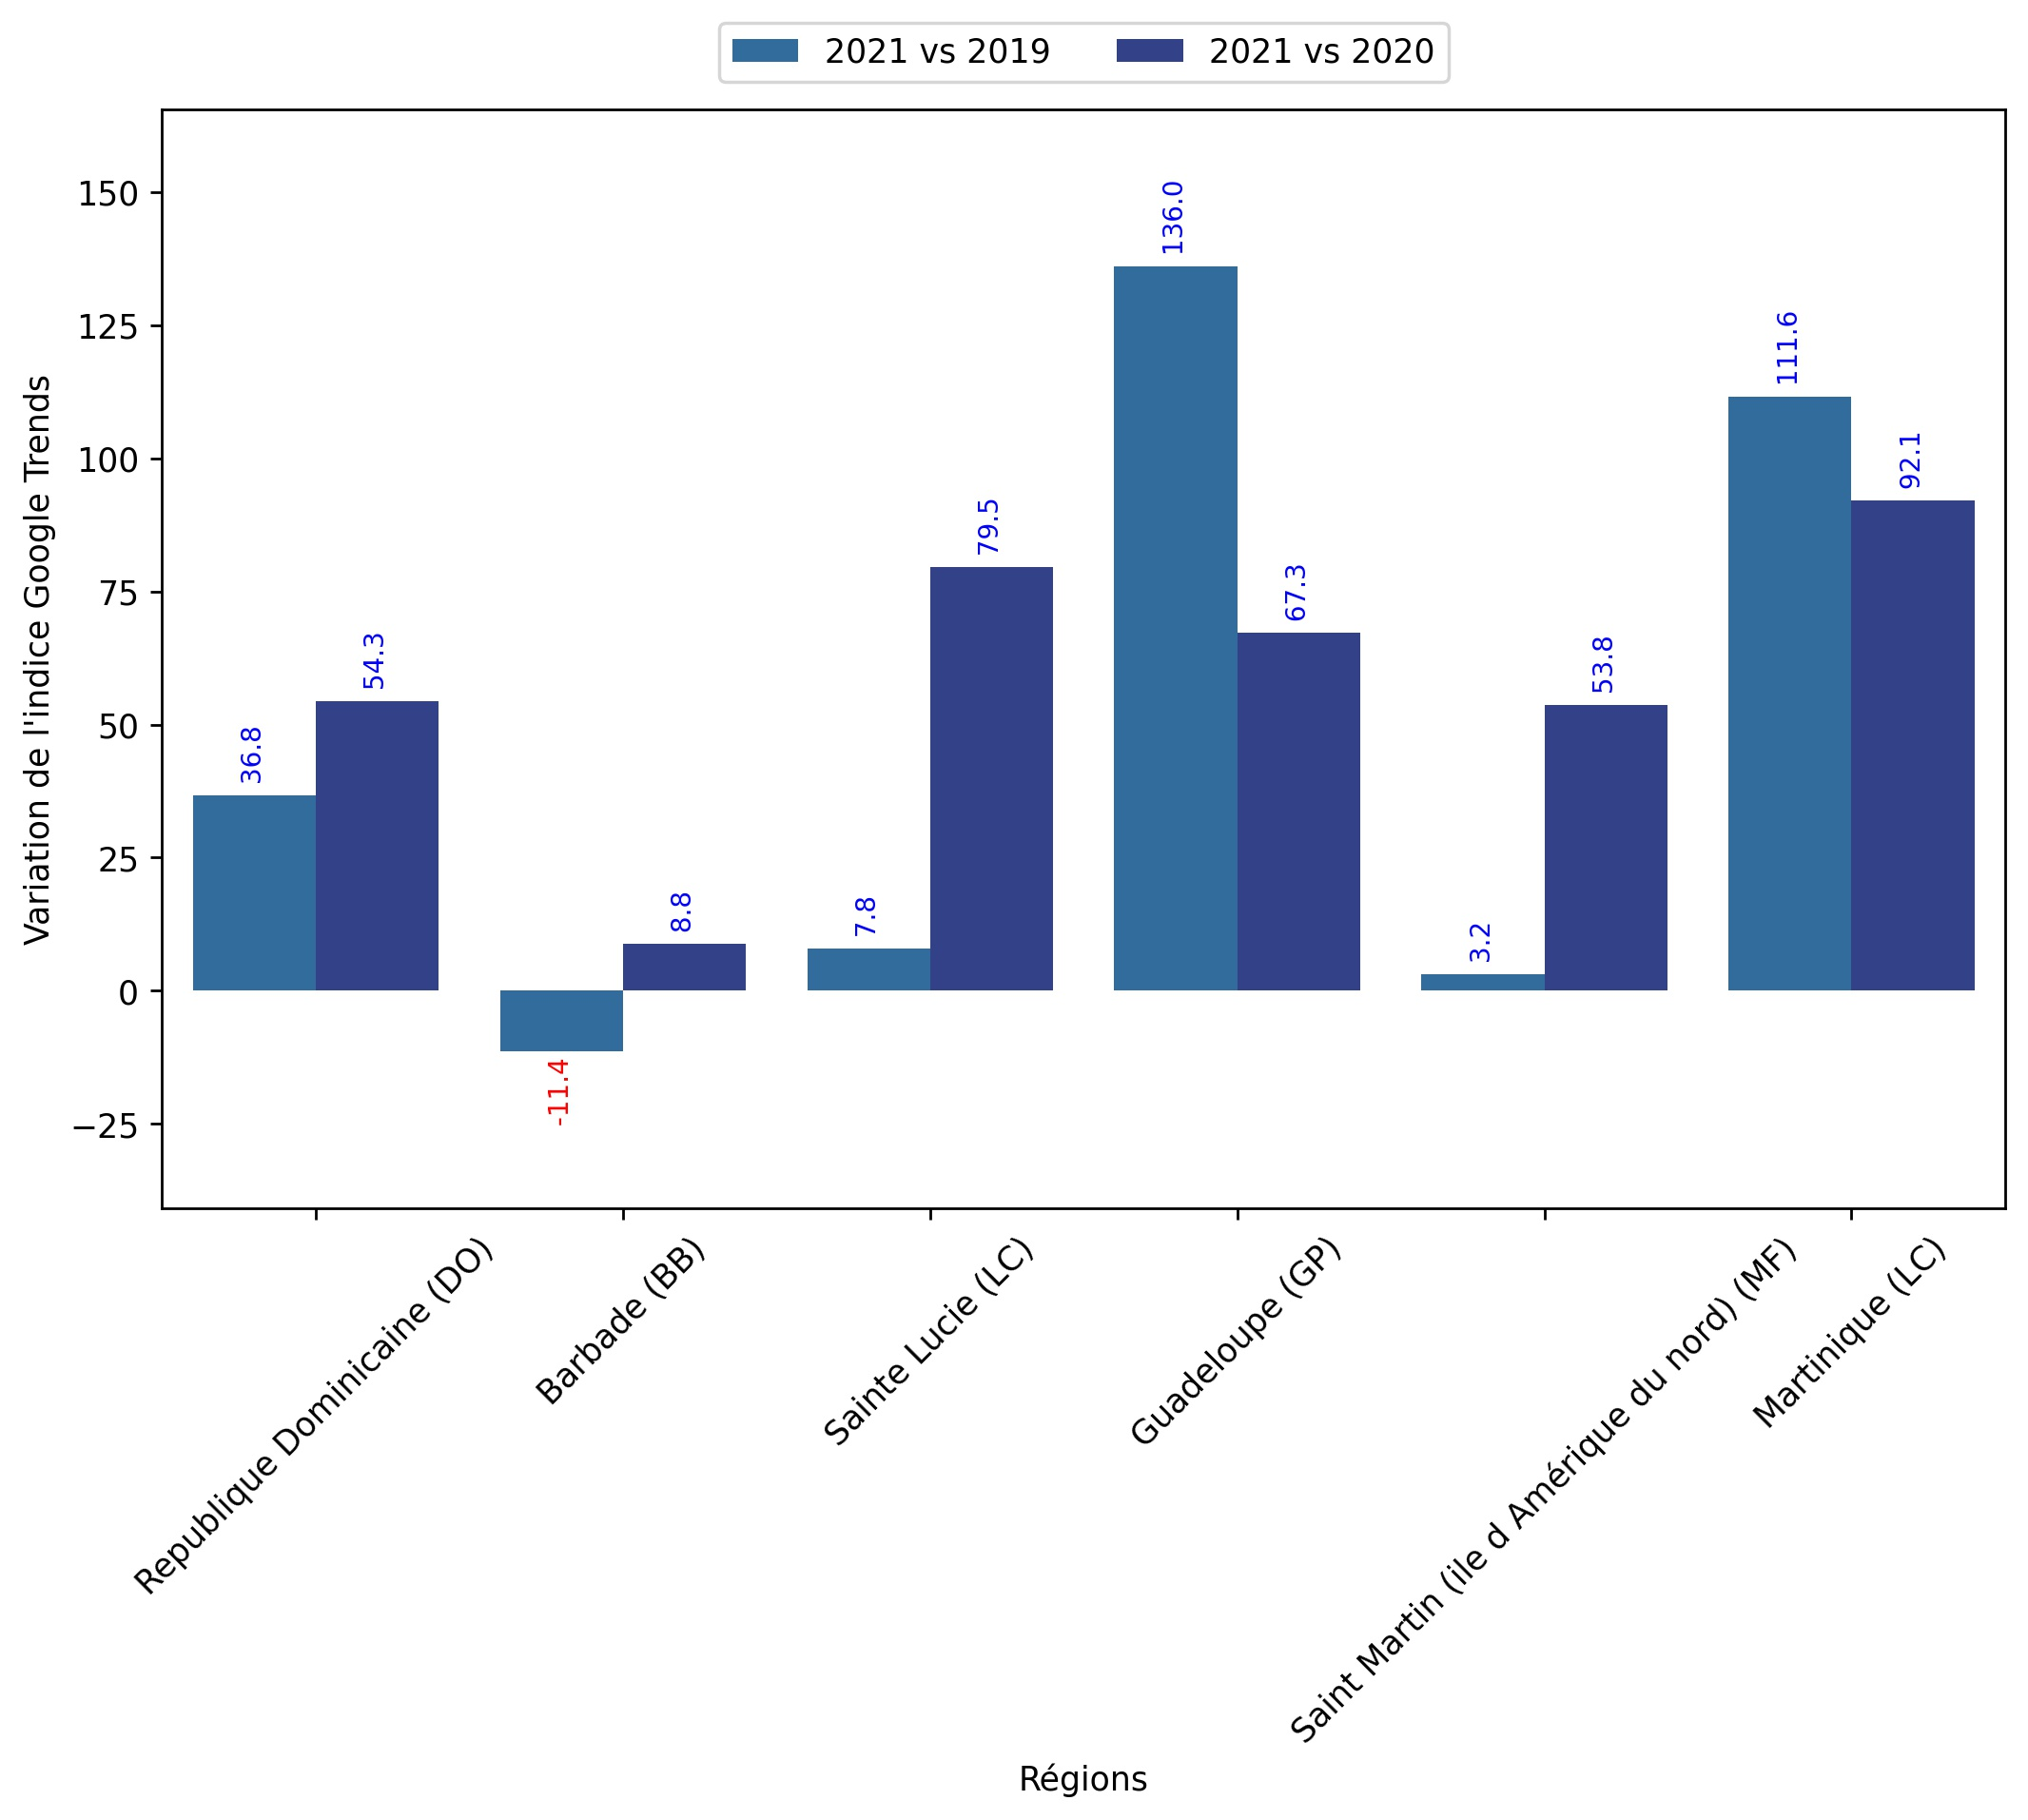 2021 vs 2019 2021 vs 2020
Variation de l'indice Google Trends
150
125
100
75
50
25
0
−25
36.8
54.3
-11.4
8.8
7.8
79.5
136.0
67.3
3.2
53.8
111.6
92.1
Republique Dominicaine (DO)
Barbade (BB)
Sainte Lucie (LC)
Guadeloupe (GP)
Saint Martin (ile d Amérique du nord) (MF)
Martinique (LC)
Régions